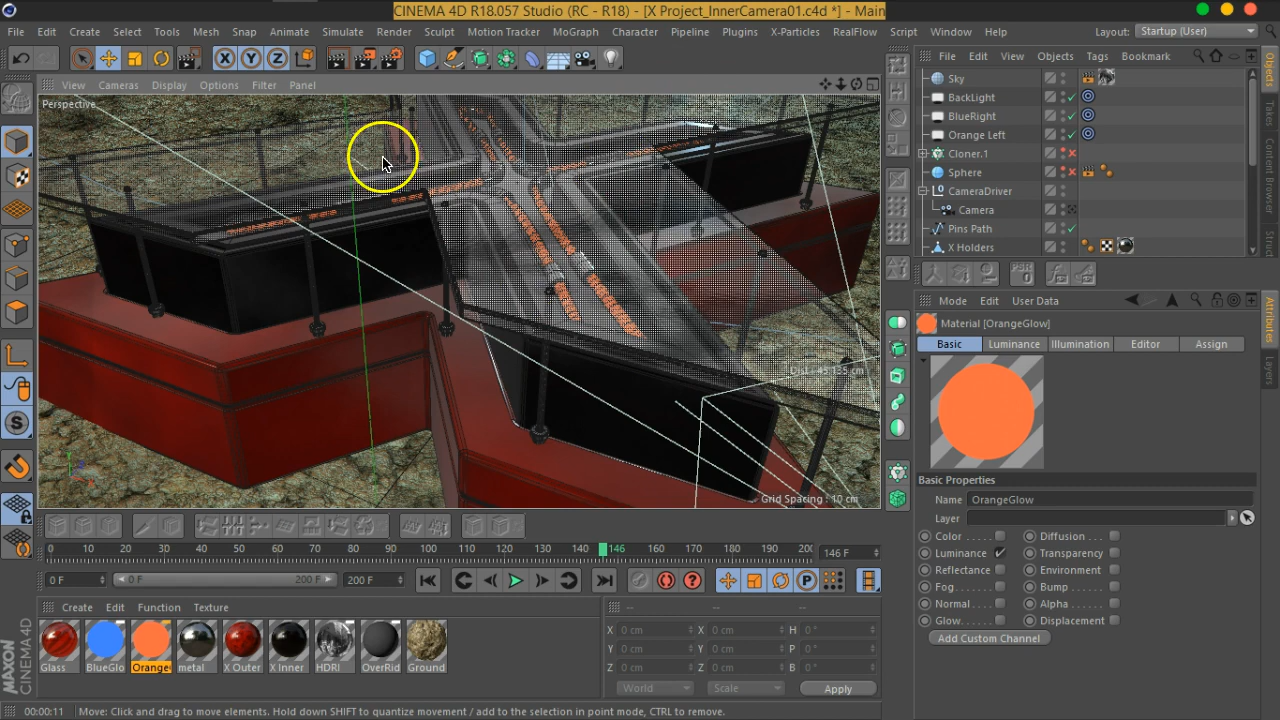 CINEMA 4D R18.057 Studio (RC - R18) - [X Project_InnerCamera01.c4d *] - Main
File Edit Create Select Tools Mesh Snap Animate Simulate Render Sculpt Motion Tracker MoGraph Character Pipeline Plugins X-Particles RealFlow Script Window Help Layout: Startup (User)
X Y Z
File Edit View Objects Tags Bookmark
View Cameras Display Options Filter Panel
Perspective
Sky
BackLight
BlueRight
Orange Left
Cloner.1
Sphere
CameraDriver
Camera
Pins Path
X Holders
Objects
Takes
Content Browser
Struct
PSR
Mode Edit User Data
Material [OrangeGlow]
Basic Luminance Illumination Editor Assign
Attributes
Layers
Grid Spacing : 10 cm
Basic Properties
Name OrangeGlow
Layer
Color . . . . . Diffusion . . .
Luminance Transparency
Reflectance Environment
Fog. . . . . . . Bump . . . . . .
Normal . . . . Alpha . . . . . .
Glow. . . . . . Displacement
Add Custom Channel
0 10 20 30 40 50 60 70 80 90 100 110 120 130 140 146 160 170 180 190 200 146 F
0 F 0 F 200 F 200 F
P
Create Edit Function Texture
-- -- --
X 0 cm X 0 cm H 0 °
Y 0 cm Y 0 cm P 0 °
Z 0 cm Z 0 cm B 0 °
World Scale Apply
Glass BlueGlo Orange metal X Outer X Inner HDRI OverRid Ground
MAXON CINEMA 4D
00:00:11 Move: Click and drag to move elements. Hold down SHIFT to quantize movement / add to the selection in point mode, CTRL to remove.